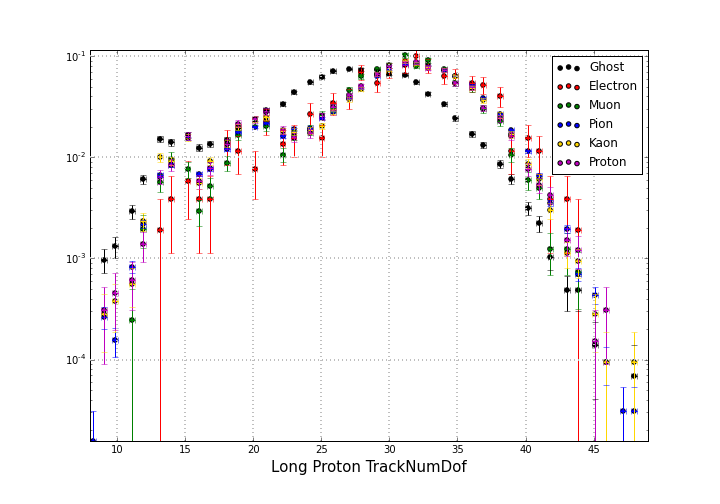 10^-1
10^-2
10^-3
10^-4
Ghost
Electron
Muon
Pion
Kaon
Proton
10 15 20 25 30 35 40 45
Long Proton TrackNumDof